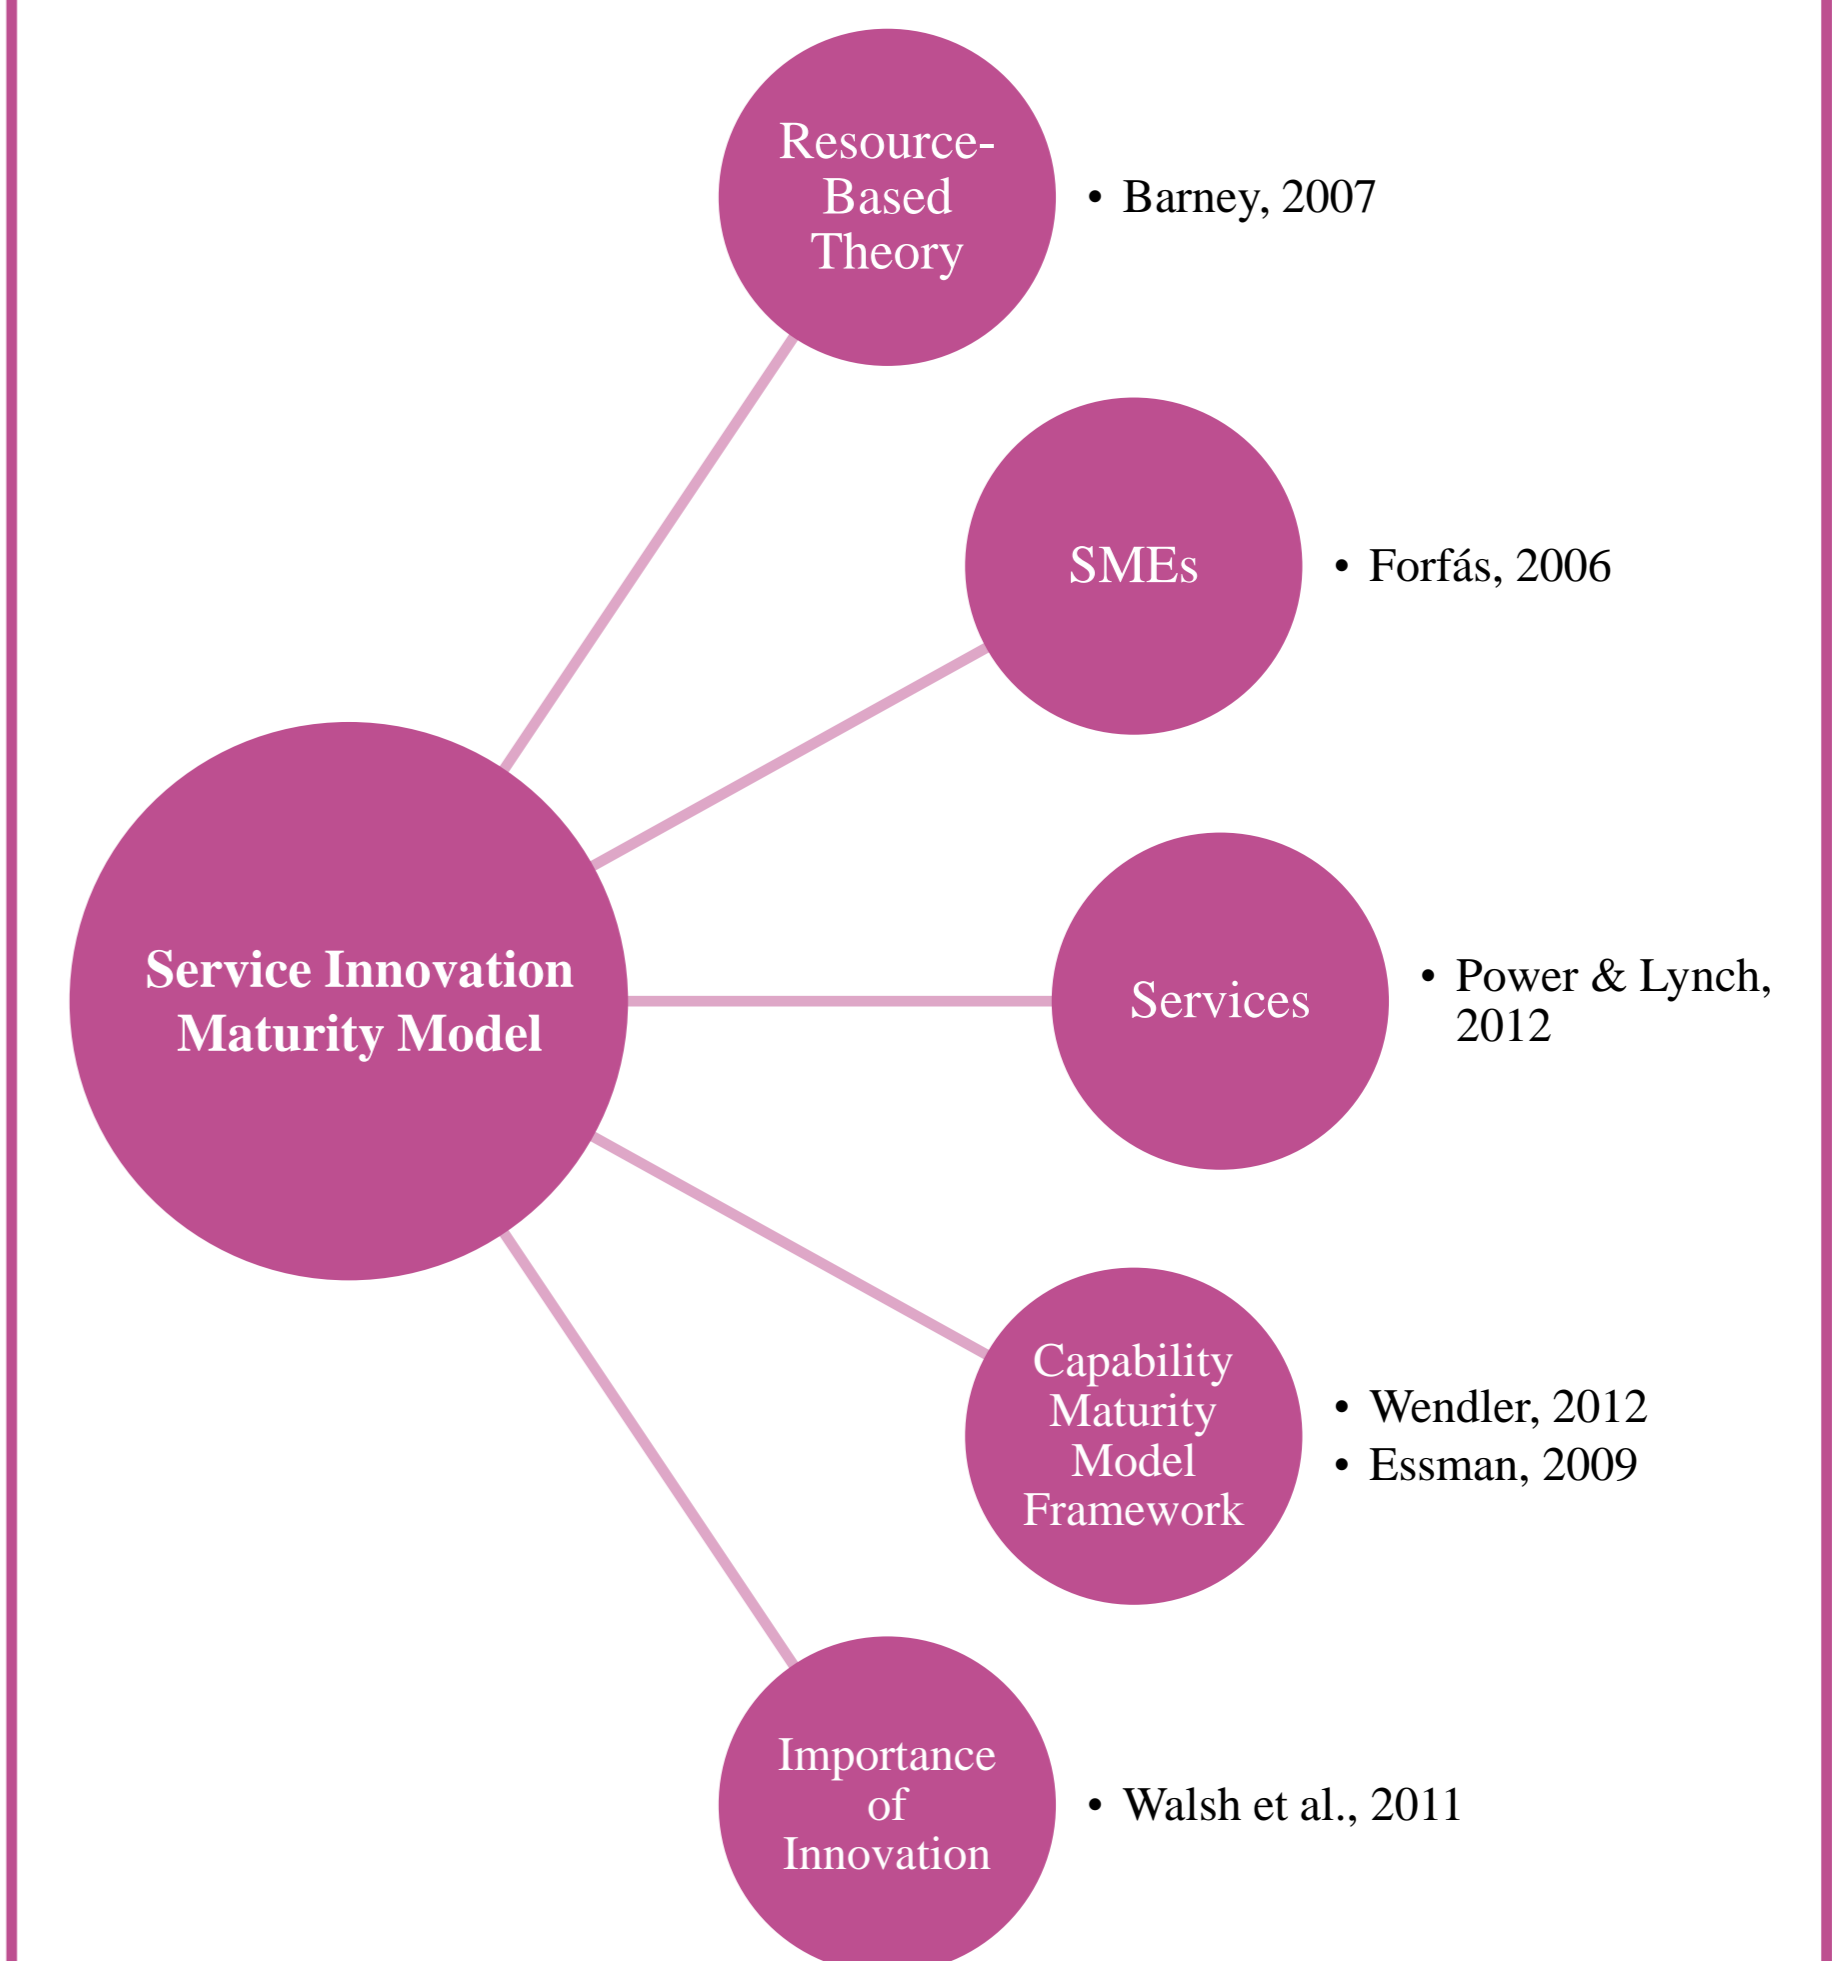 Resource-
Based
Theory
• Barney, 2007
SMEs
• Forfás, 2006
Service Innovation
Maturity Model
Services
• Power & Lynch,
2012
Capability
Maturity
Model
Framework
• Wendler, 2012
• Essman, 2009
Importance
of
Innovation
• Walsh et al., 2011